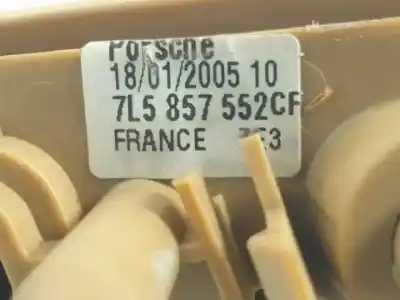 Porsche
18/01/2005 10
7L5 857 552CF
FRANCE